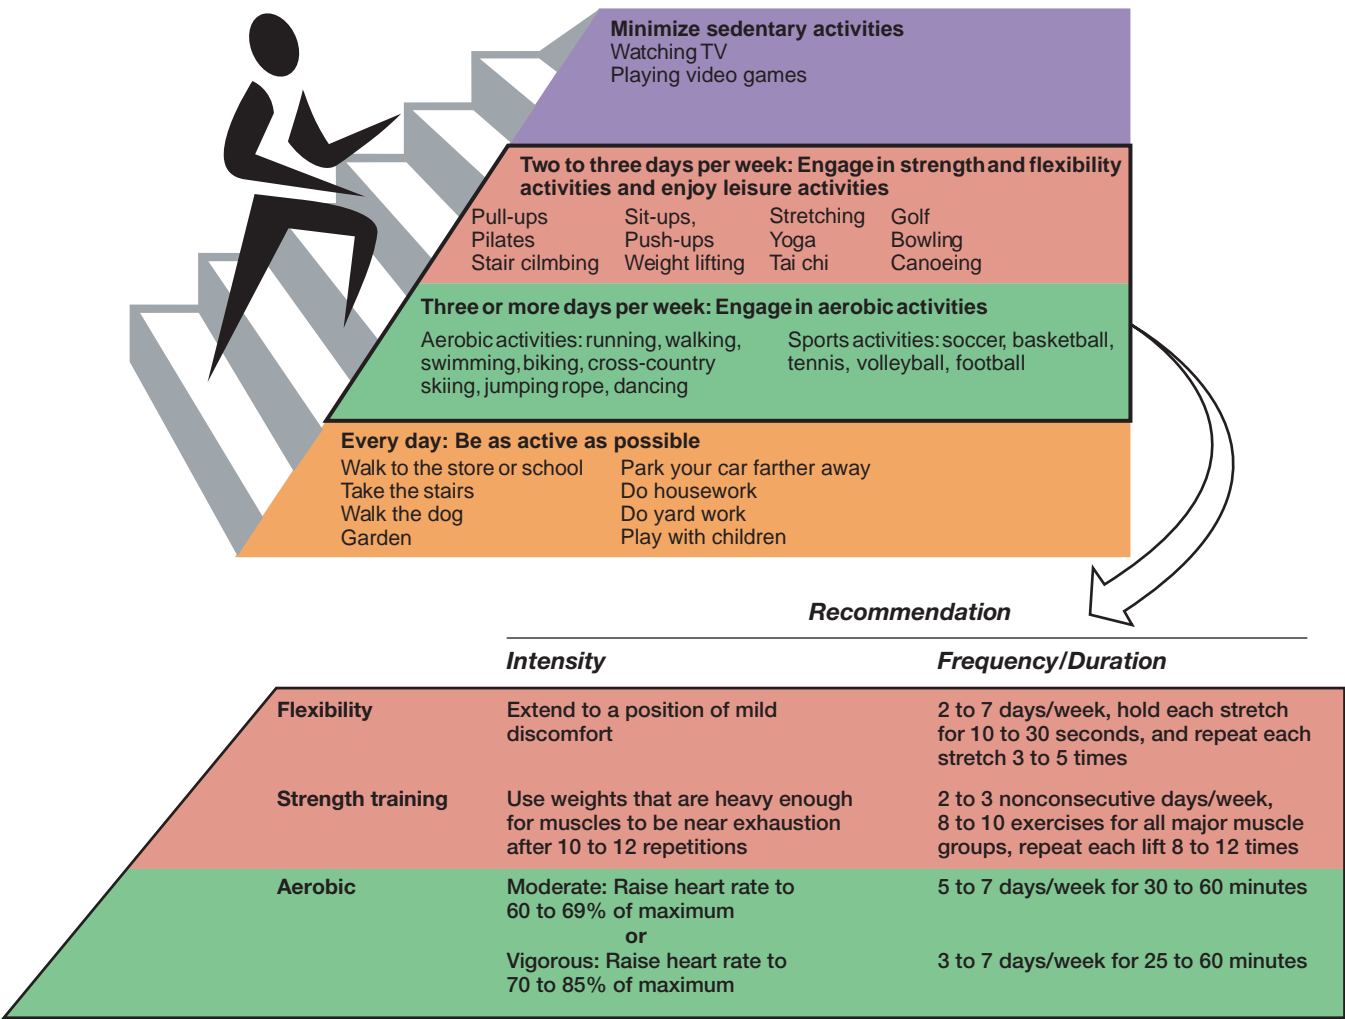 Minimize sedentary activities
Watching TV
Playing video games
Two to three days per week: Engage in strength and flexibility
activities and enjoy leisure activities
Pull-ups
Pilates
Stair cilmbing
Sit-ups,
Push-ups
Weight lifting
Stretching
Yoga
Tai chi
Golf
Bowling
Canoeing
Three or more days per week: Engage in aerobic activities
Aerobic activities: running, walking,
swimming, biking, cross-country
skiing, jumping rope, dancing
Sports activities: soccer, basketball,
tennis, volleyball, football
Every day: Be as active as possible
Walk to the store or school
Take the stairs
Walk the dog
Garden
Park your car farther away
Do housework
Do yard work
Play with children
Recommendation
Intensity
Frequency/Duration
Flexibility
Extend to a position of mild
discomfort
2 to 7 days/week, hold each stretch
for 10 to 30 seconds, and repeat each
stretch 3 to 5 times
Strength training
Use weights that are heavy enough
for muscles to be near exhaustion
after 10 to 12 repetitions
2 to 3 nonconsecutive days/week,
8 to 10 exercises for all major muscle
groups, repeat each lift 8 to 12 times
Aerobic
Moderate: Raise heart rate to
60 to 69% of maximum
5 to 7 days/week for 30 to 60 minutes
or
Vigorous: Raise heart rate to
70 to 85% of maximum
3 to 7 days/week for 25 to 60 minutes